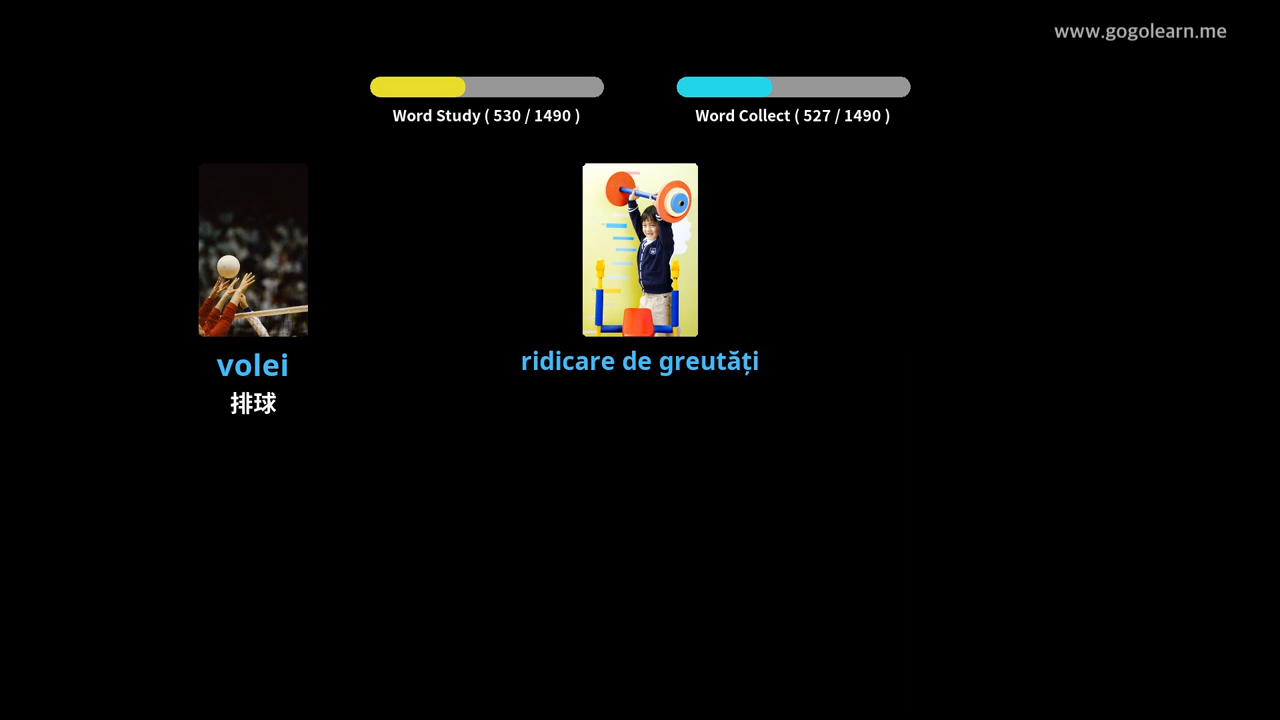 www.gogolearn.me
Word Study ( 530 / 1490 )
Word Collect ( 527 / 1490 )
volei
排球
ridicare de greutăți